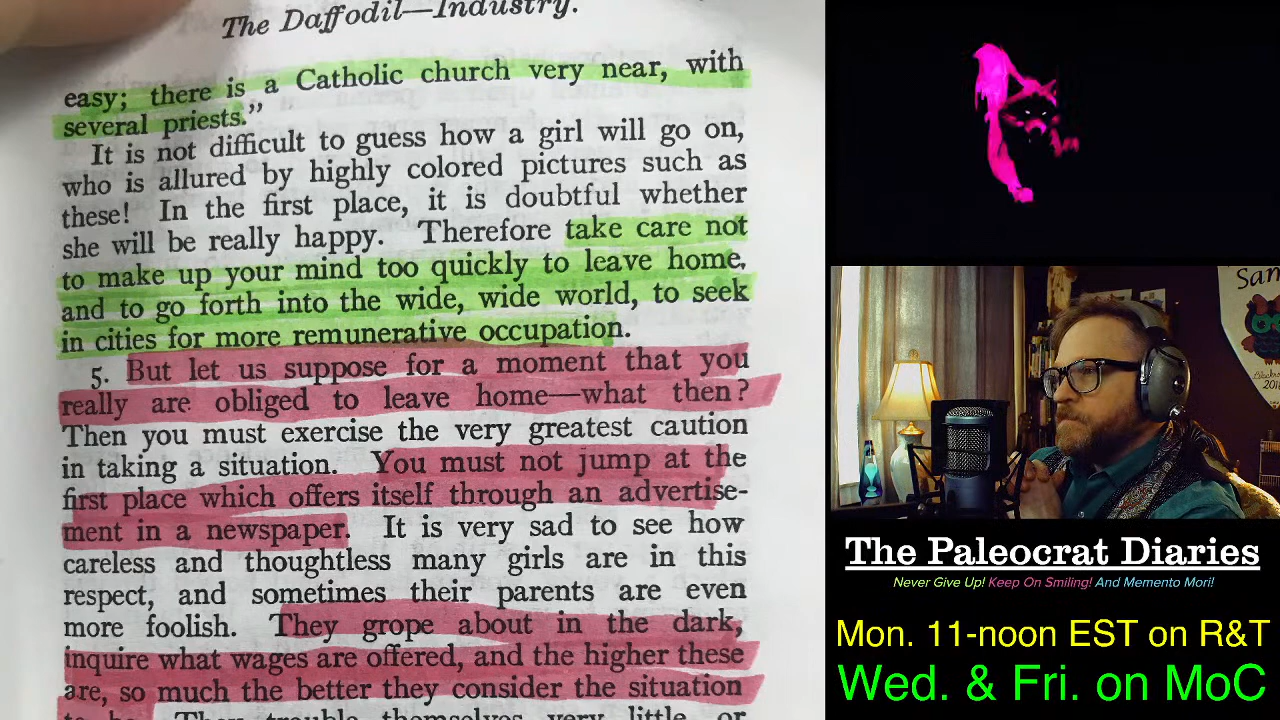 The Daffodil—Industry.
easy; there is a Catholic church very near, with
several priests.”
It is not difficult to guess how a girl will go on,
who is allured by highly colored pictures such as
these! In the first place, it is doubtful whether
she will be really happy. Therefore take care not
to make up your mind too quickly to leave home,
and to go forth into the wide, wide world, to seek
in cities for more remunerative occupation.
5. But let us suppose for a moment that you
really are obliged to leave home—what then?
Then you must exercise the very greatest caution
in taking a situation. You must not jump at the
first place which offers itself through an advertise-
ment in a newspaper. It is very sad to see how
careless and thoughtless many girls are in this
respect, and sometimes their parents are even
more foolish. They grope about in the dark,
inquire what wages are offered, and the higher these
are, so much the better they consider the situation
to be. They trouble themselves very little or
San
201
The Paleocrat Diaries
Never Give Up! Keep On Smiling! And Memento Mori!
Mon. 11-noon EST on R&T
Wed. & Fri. on MoC